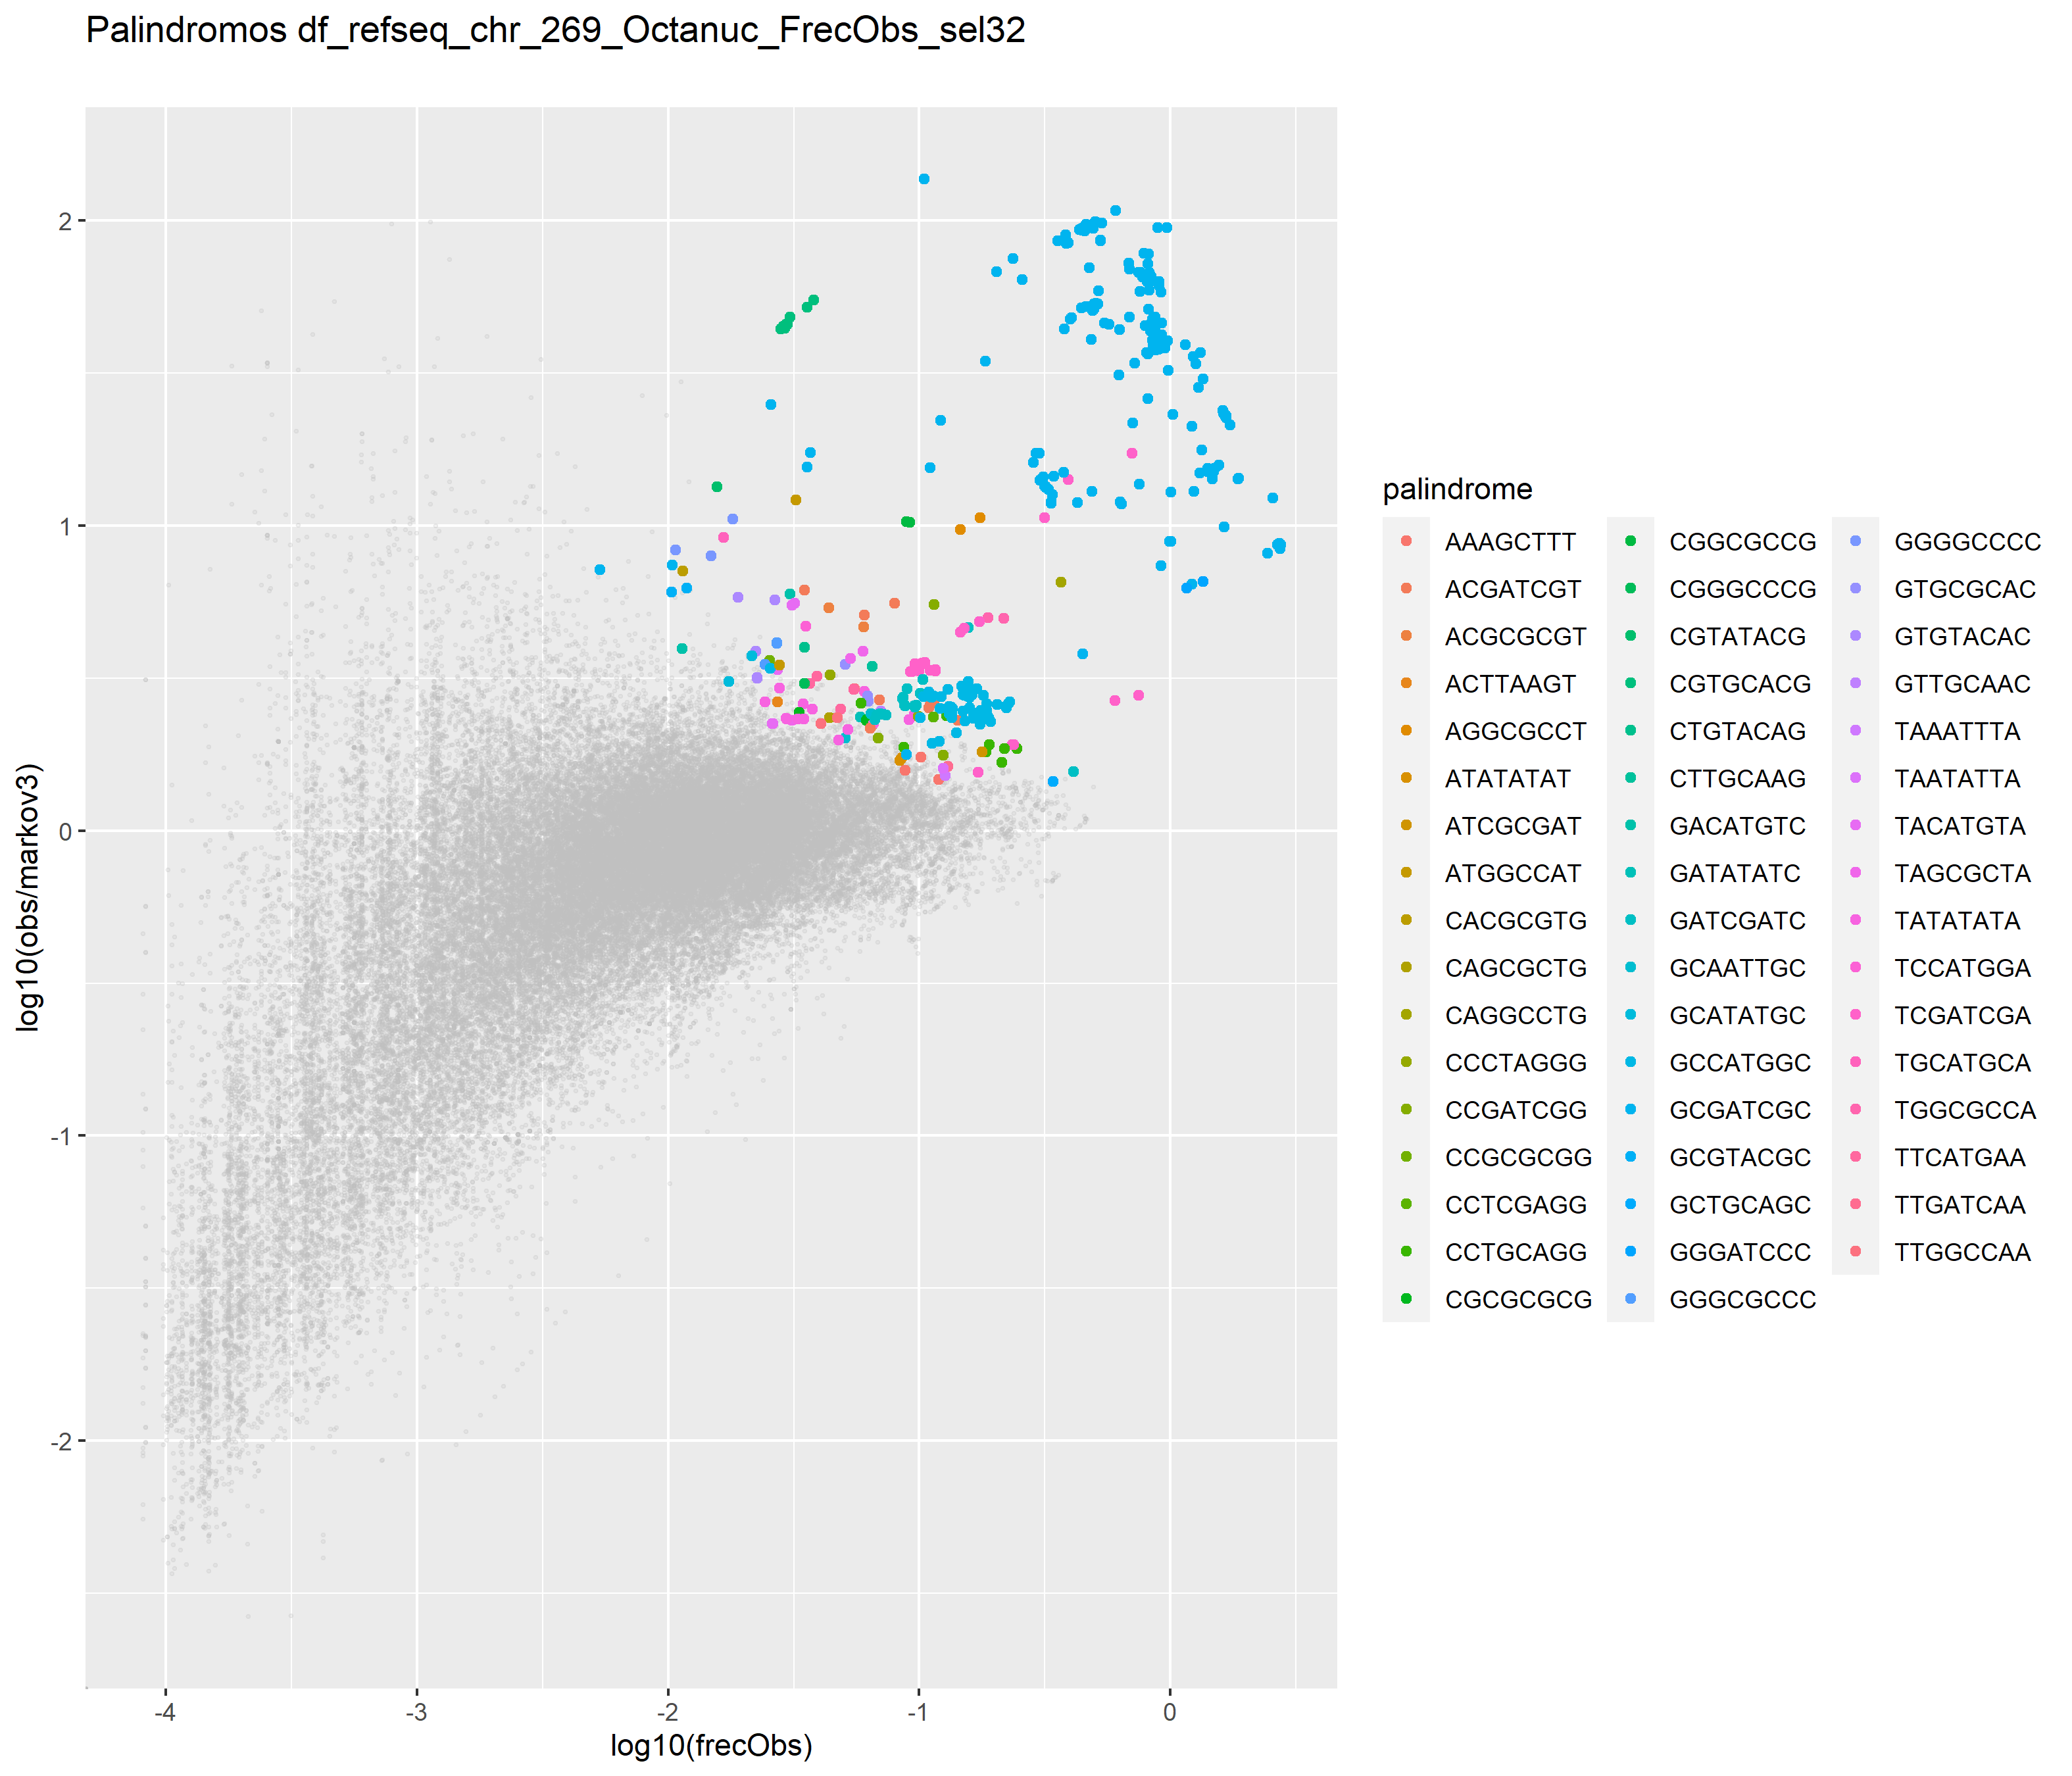 Palindromos df_refseq_chr_269_Octanuc_FrecObs_sel32
log10(obs/markov3)
2
1
0
-1
-2
-4
-3
-2
-1
0
log10(frecObs)
palindrome
AAAGCTTT
ACGATCGT
ACGCGCGT
ACTTAAGT
AGGCGCCT
ATATATAT
ATCGCGAT
ATGGCCAT
CACGCGTG
CAGCGCTG
CAGGCCTG
CCCTAGGG
CCGATCGG
CCGCGCGG
CCTCGAGG
CCTGCAGG
CGCGCGCG
CGGCGCCG
CGGGCCCG
CGTATACG
CGTGCACG
CTGTACAG
CTTGCAAG
GACATGTC
GATATATC
GATCGATC
GCAATTGC
GCATATGC
GCCATGGC
GCGATCGC
GCGTACGC
GCTGCAGC
GGGATCCC
GGGCGCCC
GGGGCCCC
GTGCGCAC
GTGTACAC
GTTGCAAC
TAAATTTA
TAATATTA
TACATGTA
TAGCGCTA
TATATATA
TCCATGGA
TCGATCGA
TGCATGCA
TGGCGCCA
TTCATGAA
TTGATCAA
TTGGCCAA